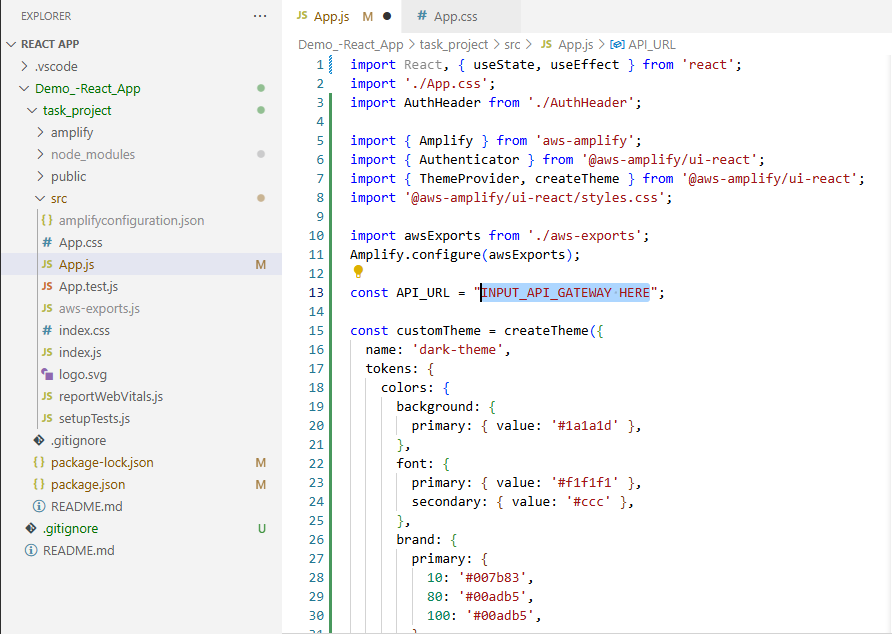 EXPLORER ...
REACT APP
.vscode
Demo_-React_App
task_project
amplify
node_modules
public
src
{} amplifyconfiguration.json
# App.css
JS App.js M
JS App.test.js
JS aws-exports.js
# index.css
JS index.js
logo.svg
JS reportWebVitals.js
JS setupTests.js
.gitignore
{} package-lock.json M
{} package.json M
README.md
.gitignore U
README.md
JS App.js M # App.css
Demo_-React_App > task_project > src > JS App.js > API_URL
1 import React, { useState, useEffect } from 'react';
2 import './App.css';
3 import AuthHeader from './AuthHeader';
4
5 import { Amplify } from 'aws-amplify';
6 import { Authenticator } from '@aws-amplify/ui-react';
7 import { ThemeProvider, createTheme } from '@aws-amplify/ui-react';
8 import '@aws-amplify/ui-react/styles.css';
9
10 import awsExports from './aws-exports';
11 Amplify.configure(awsExports);
12
13 const API_URL = "INPUT_API_GATEWAY HERE";
14
15 const customTheme = createTheme({
16 name: 'dark-theme',
17 tokens: {
18 colors: {
19 background: {
20 primary: { value: '#1a1a1d' },
21 },
22 font: {
23 primary: { value: '#f1f1f1' },
24 secondary: { value: '#ccc' },
25 },
26 brand: {
27 primary: {
28 10: '#007b83',
29 80: '#00adb5',
30 100: '#00adb5',
31 }